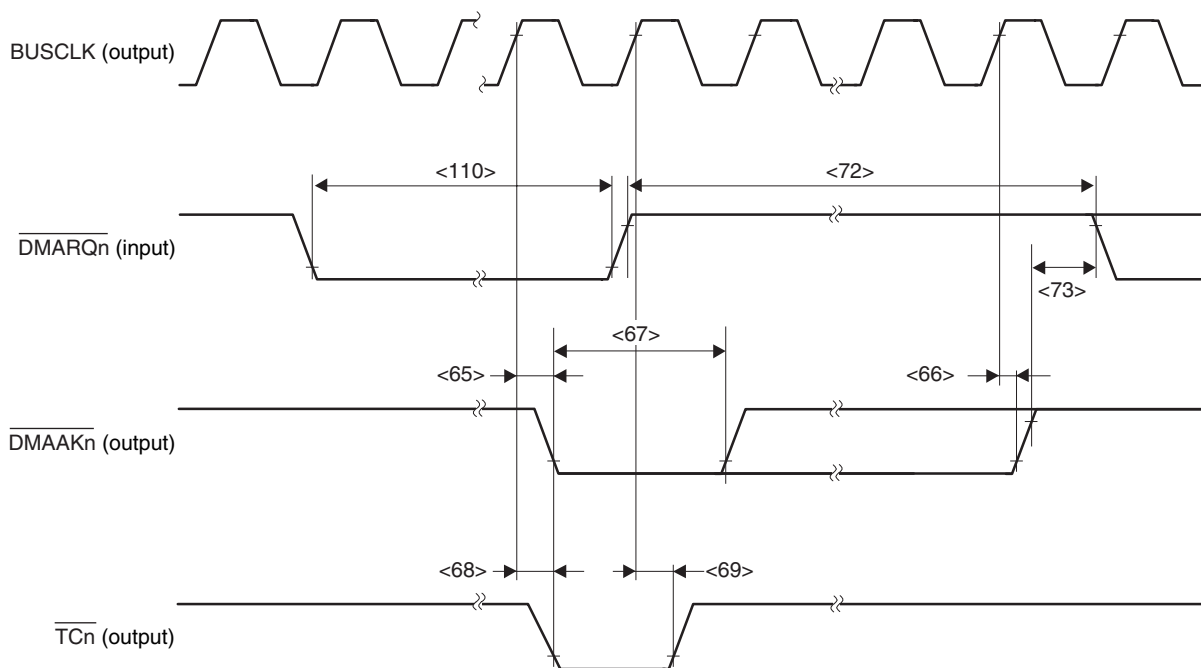 BUSCLK (output)
<110>
<72>
DMARQn (input)
<73>
<67>
<65>
<66>
DMAAKn (output)
<68>
<69>
TCn (output)